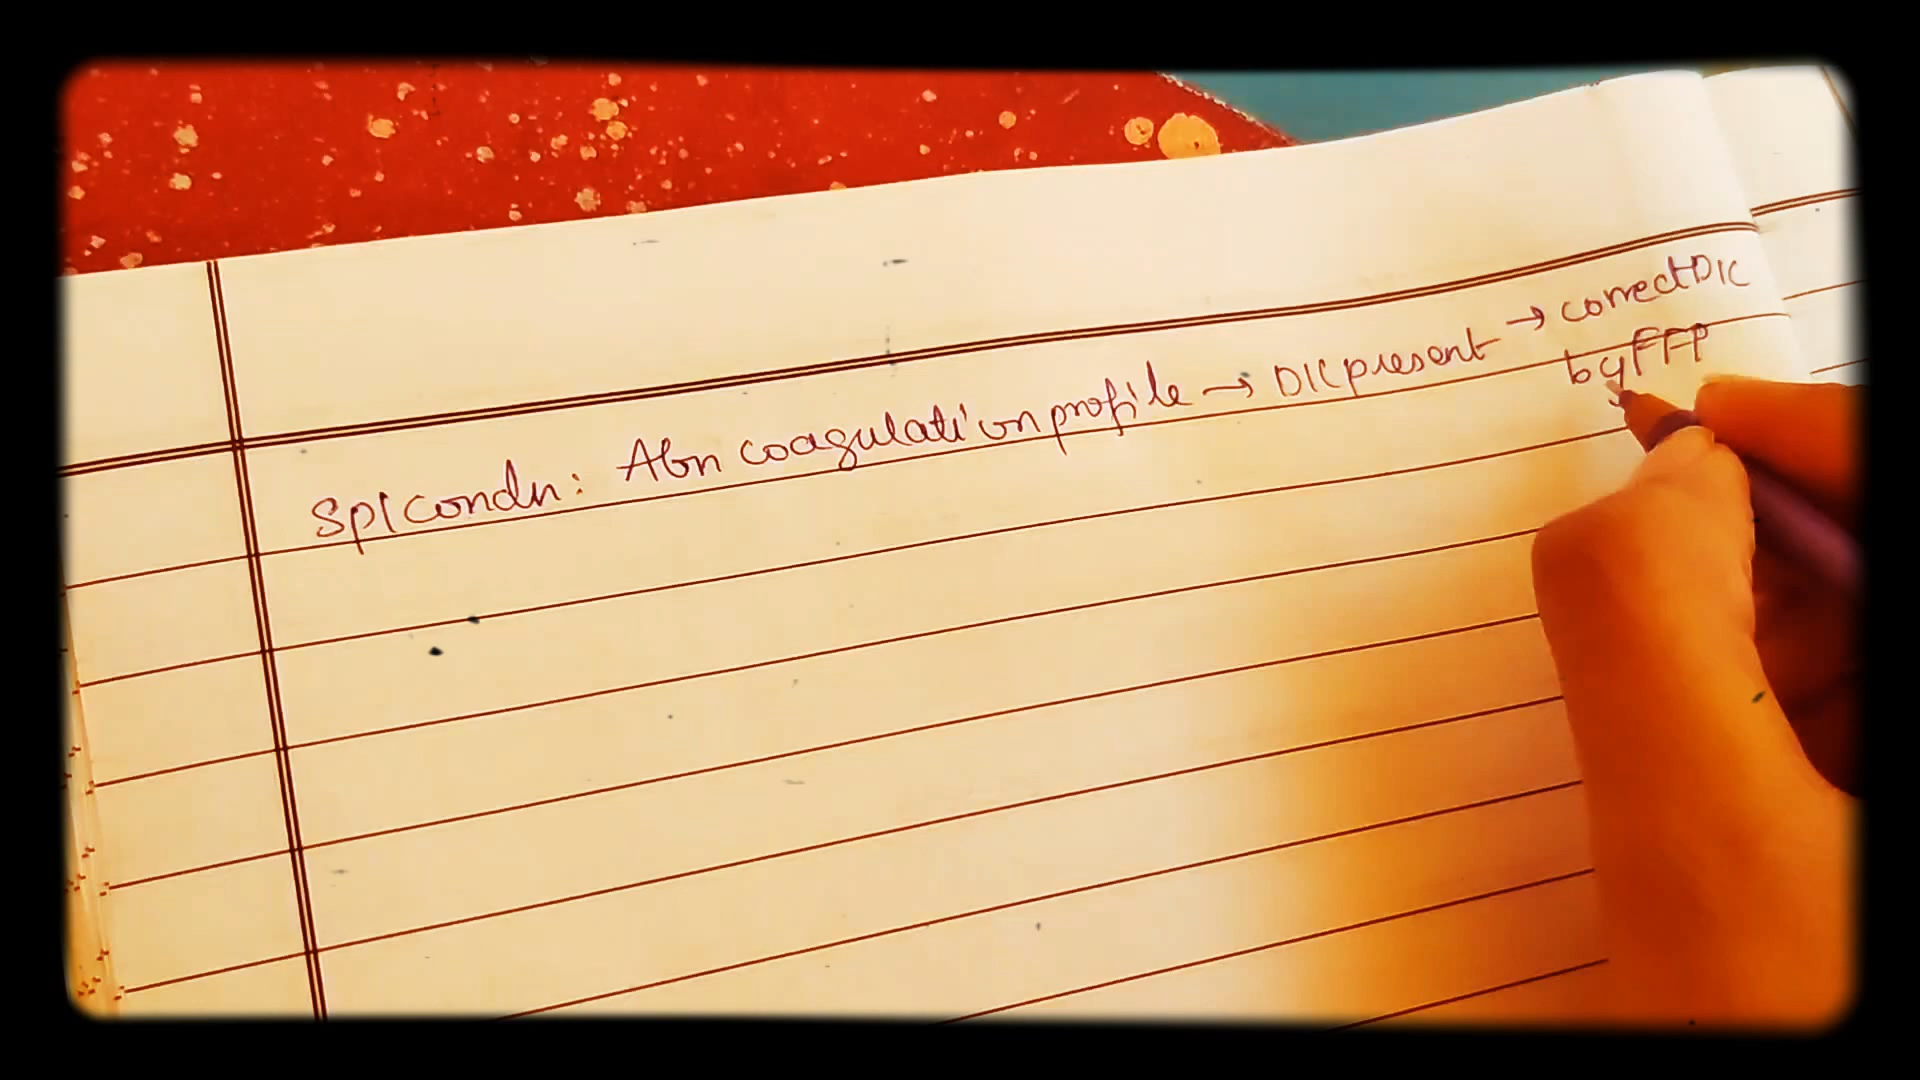 Spl condn: Abn coagulation profile → DIC present → correct DIC
by FFP